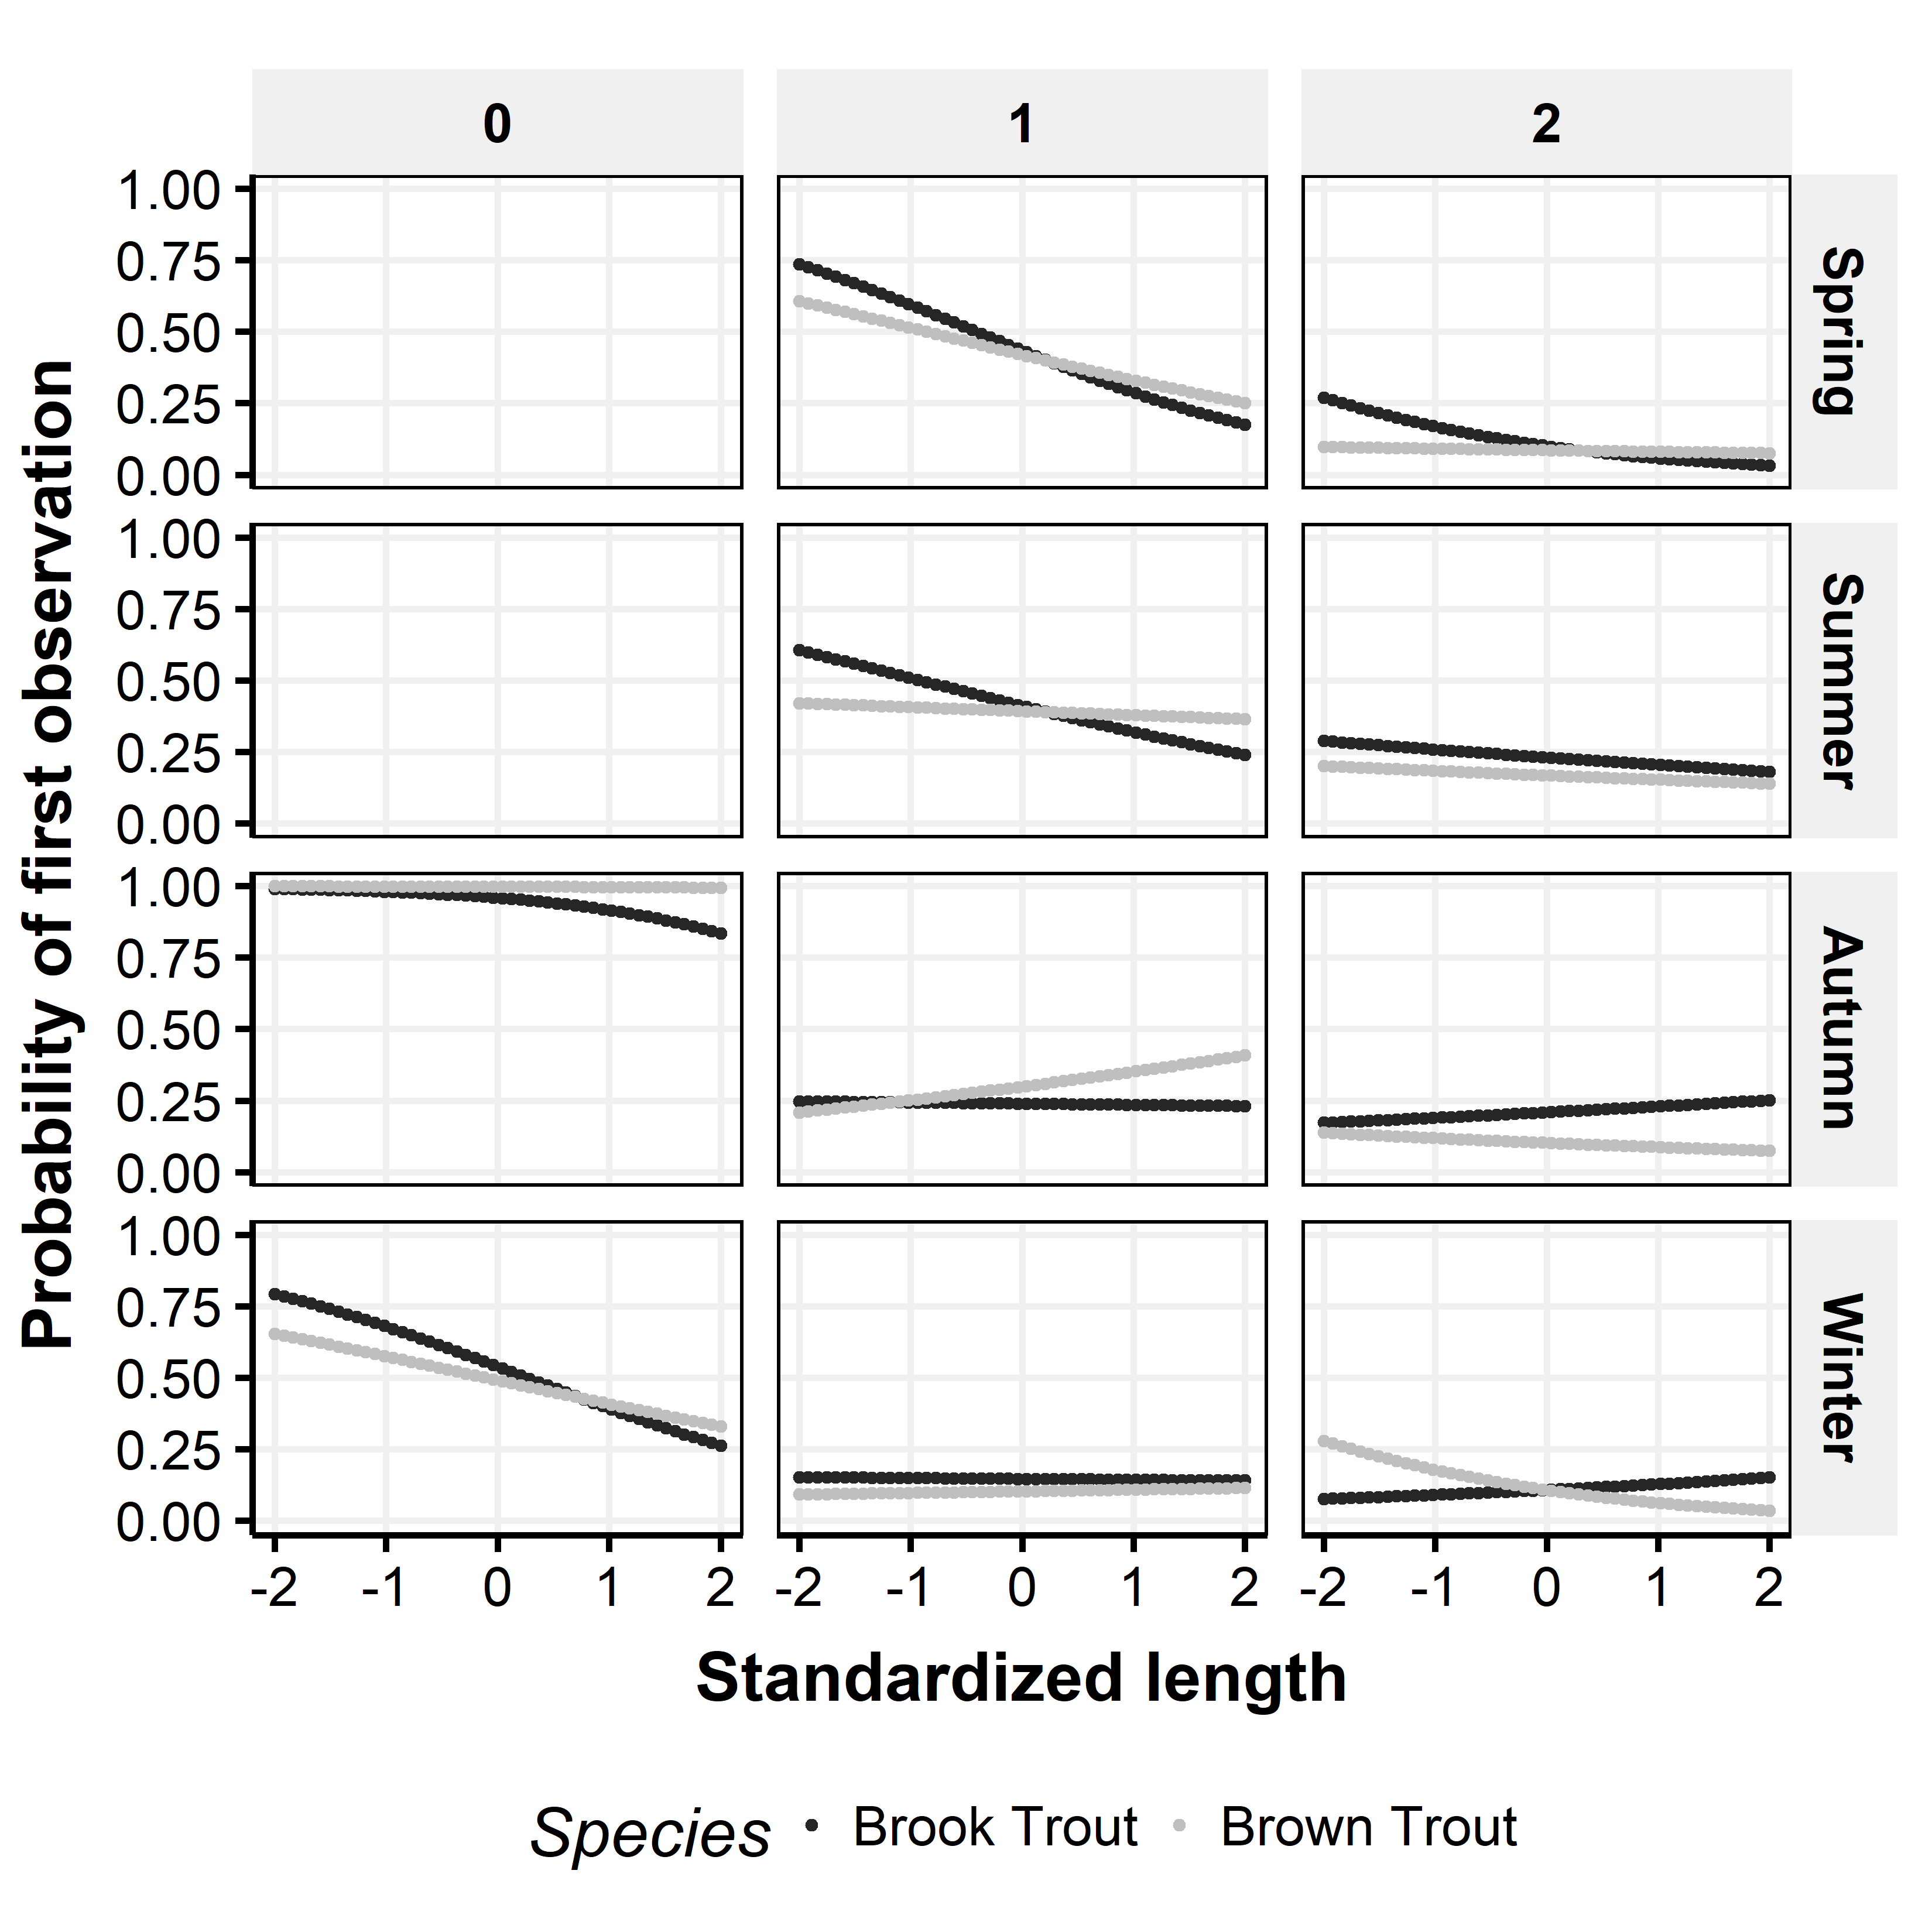 0 1 2
Probability of first observation
1.00
0.75
0.50
0.25
0.00
Spring
1.00
0.75
0.50
0.25
0.00
Summer
1.00
0.75
0.50
0.25
0.00
Autumn
1.00
0.75
0.50
0.25
0.00
Winter
-2 -1 0 1 2 -2 -1 0 1 2 -2 -1 0 1 2
Standardized length
Species Brook Trout Brown Trout